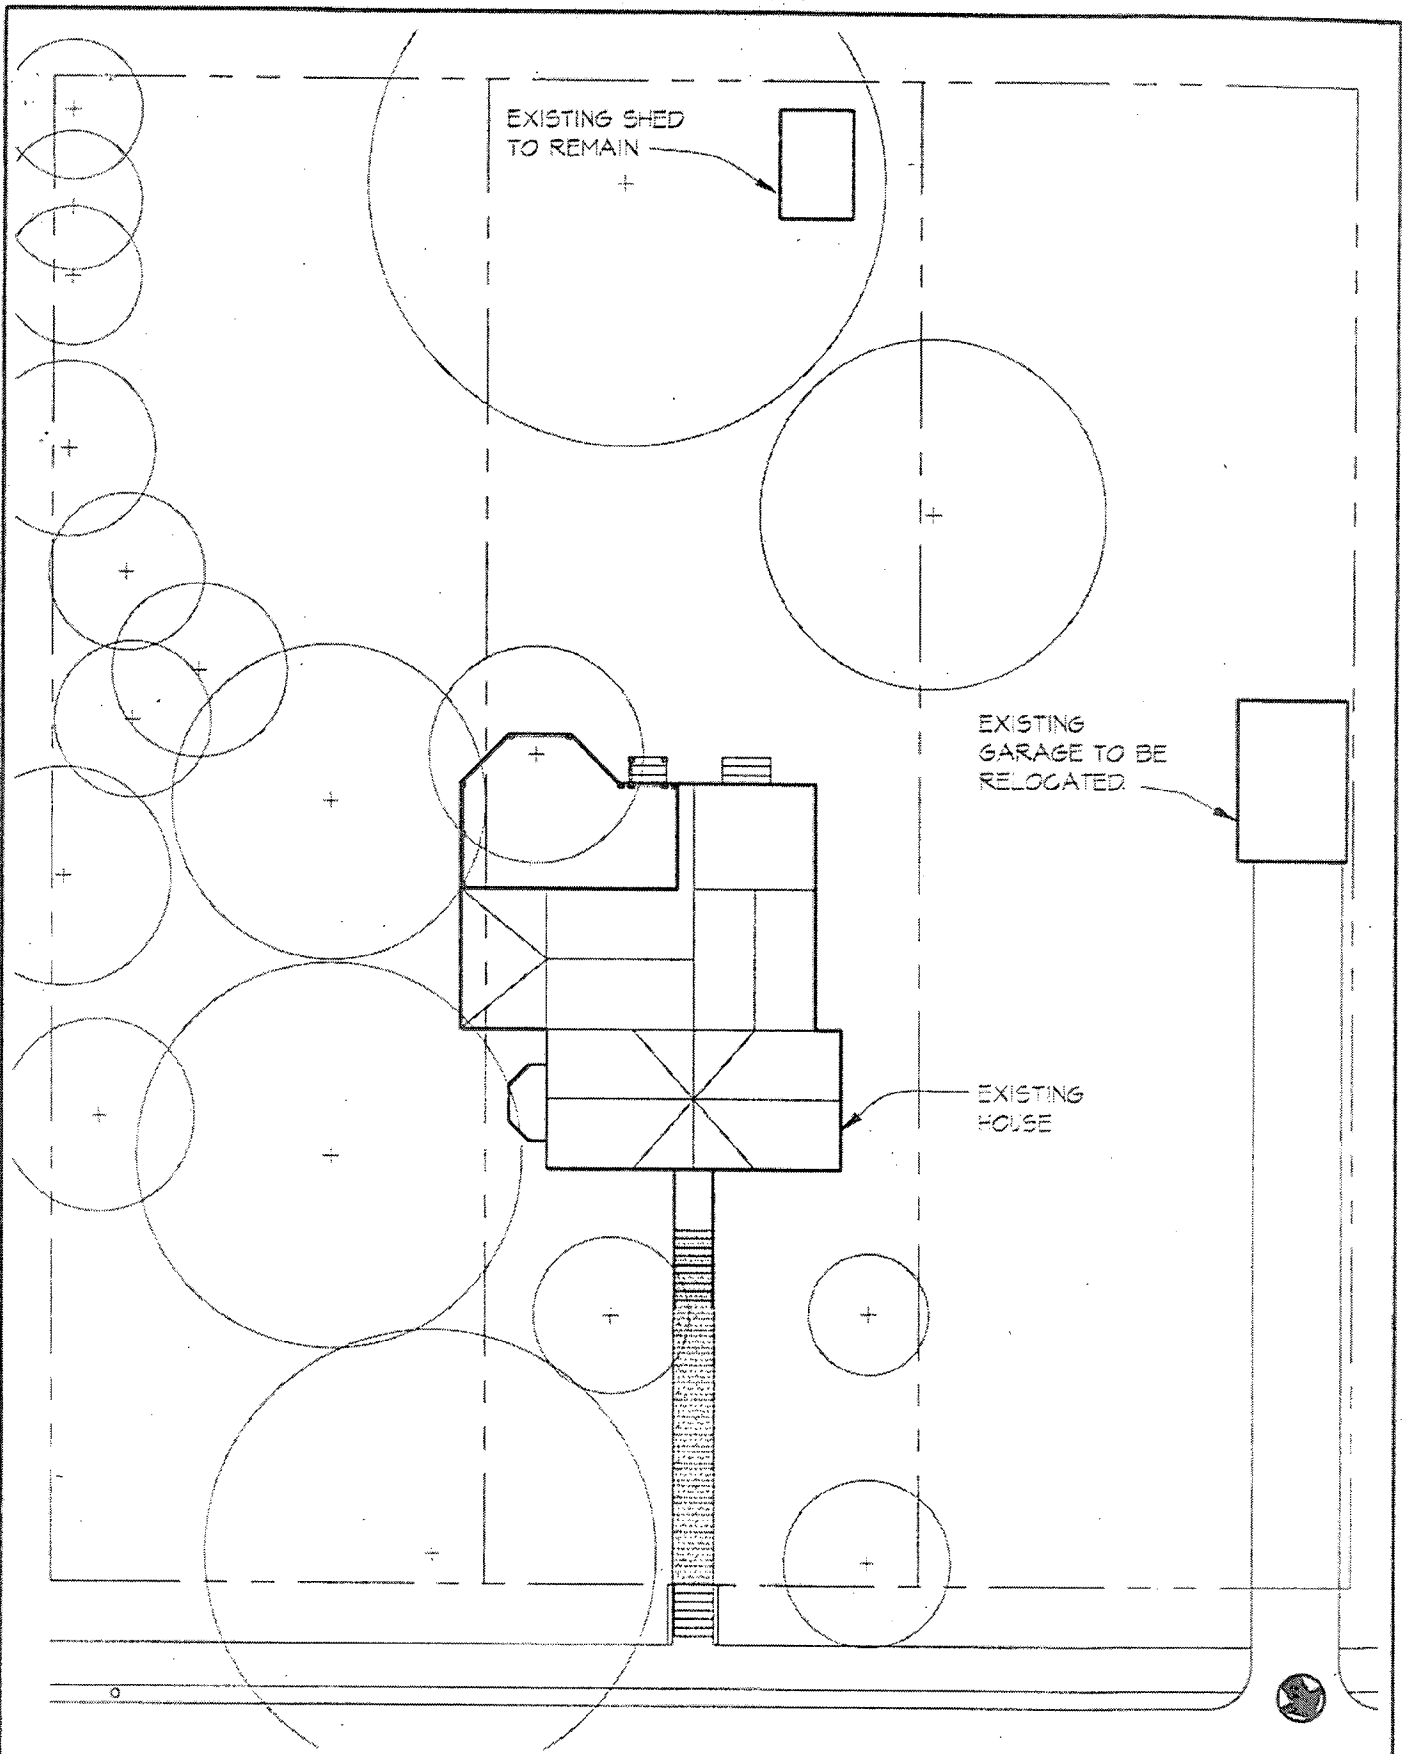 EXISTING SHED
TO REMAIN
EXISTING
GARAGE TO BE
RELOCATED.
EXISTING
HOUSE